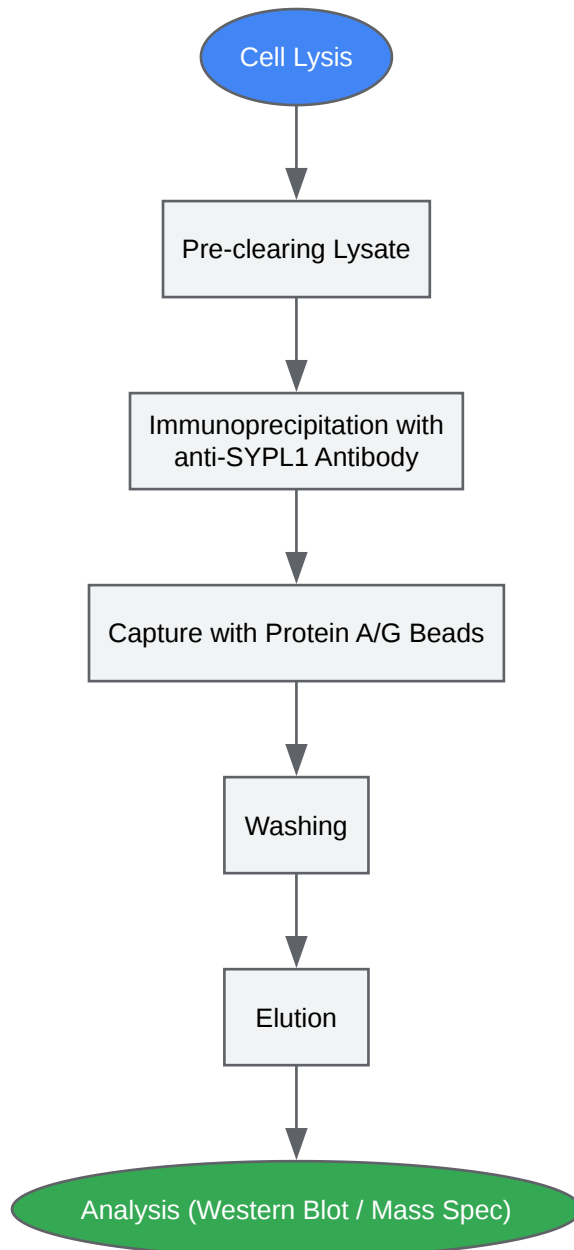 Cell Lysis
Pre-clearing Lysate
Immunoprecipitation with
anti-SYPL1 Antibody
Capture with Protein A/G Beads
Washing
Elution
Analysis (Western Blot / Mass Spec)